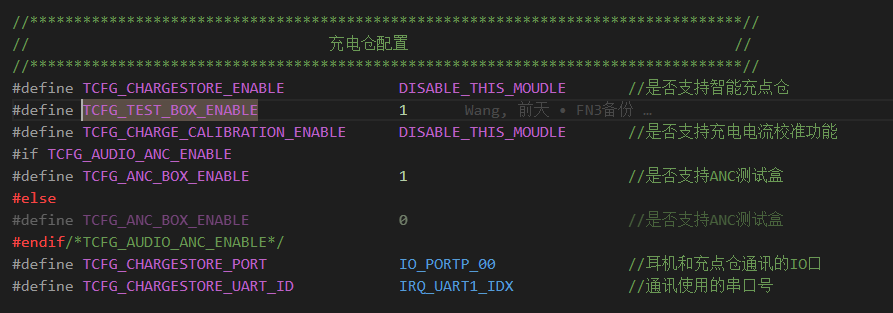 //*********************************************************************************//
//                                  充电仓配置                                     //
//*********************************************************************************//
#define TCFG_CHARGESTORE_ENABLE             DISABLE_THIS_MOUDLE       //是否支持智能充点仓
#define TCFG_TEST_BOX_ENABLE                1       Wang, 前天 • FN3备份 …
#define TCFG_CHARGE_CALIBRATION_ENABLE      DISABLE_THIS_MOUDLE       //是否支持充电电流校准功能
#if TCFG_AUDIO_ANC_ENABLE
#define TCFG_ANC_BOX_ENABLE                 1                         //是否支持ANC测试盒
#else
#define TCFG_ANC_BOX_ENABLE                 0                         //是否支持ANC测试盒
#endif/*TCFG_AUDIO_ANC_ENABLE*/
#define TCFG_CHARGESTORE_PORT               IO_PORTP_00               //耳机和充点仓通讯的IO口
#define TCFG_CHARGESTORE_UART_ID            IRQ_UART1_IDX             //通讯使用的串口号